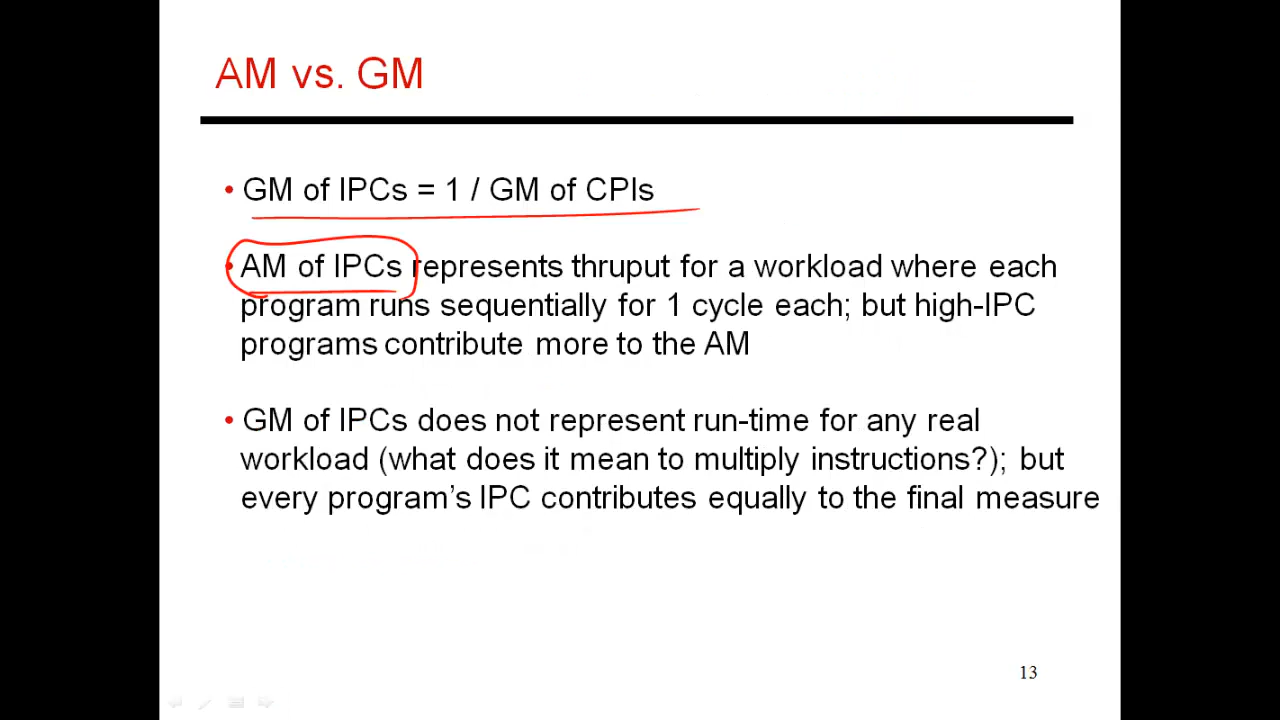 AM vs. GM
• GM of IPCs = 1 / GM of CPIs
• AM of IPCs represents thruput for a workload where each
program runs sequentially for 1 cycle each; but high-IPC
programs contribute more to the AM
• GM of IPCs does not represent run-time for any real
workload (what does it mean to multiply instructions?); but
every program’s IPC contributes equally to the final measure
13